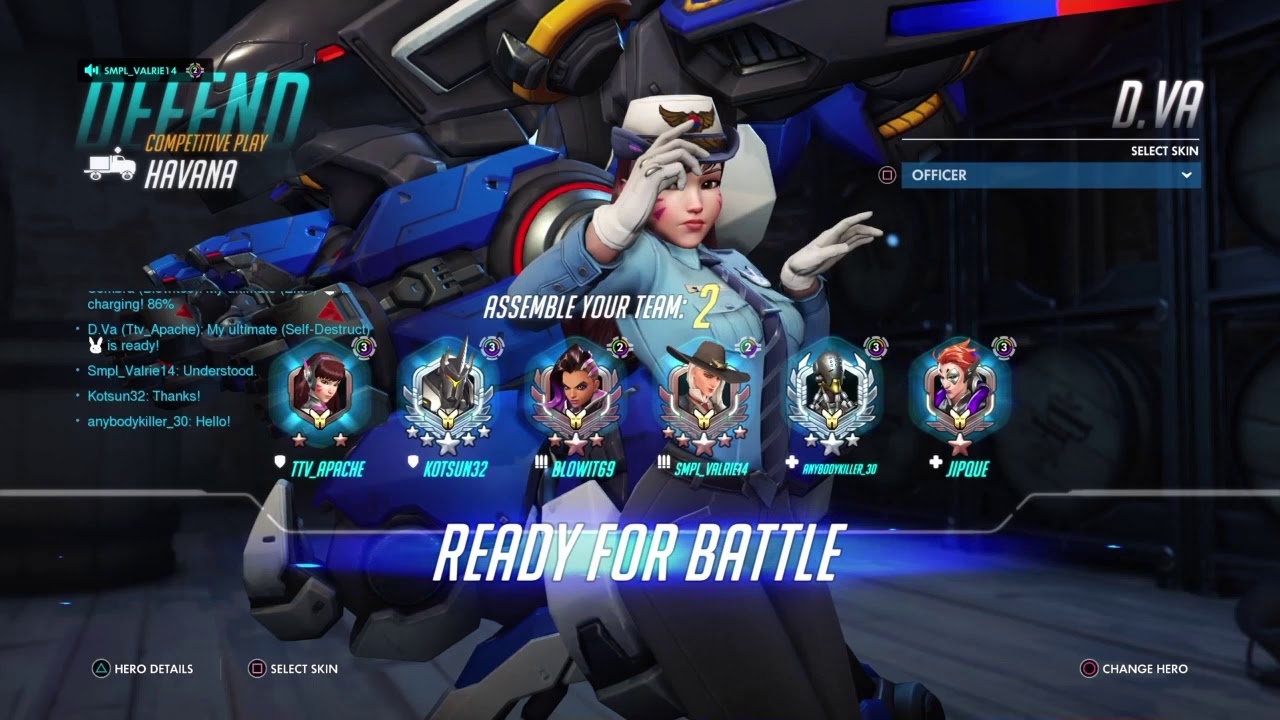 SMPL_VALRIE14
2
DEFEND
COMPETITIVE PLAY
HAVANA
D.VA
SELECT SKIN
OFFICER
charging! 86%
D.Va (Ttv_Apache): My ultimate (Self-Destruct)
is ready!
Smpl_Valrie14: Understood.
Kotsun32: Thanks!
anybodykiller_30: Hello!
ASSEMBLE YOUR TEAM: 2
3 3 2 2 3 3
TTV_APACHE KOTSUN32 BLOWIT69 SMPL_VALRIE14 ANYBODYKILLER_30 JIPQUE
READY FOR BATTLE
HERO DETAILS SELECT SKIN CHANGE HERO